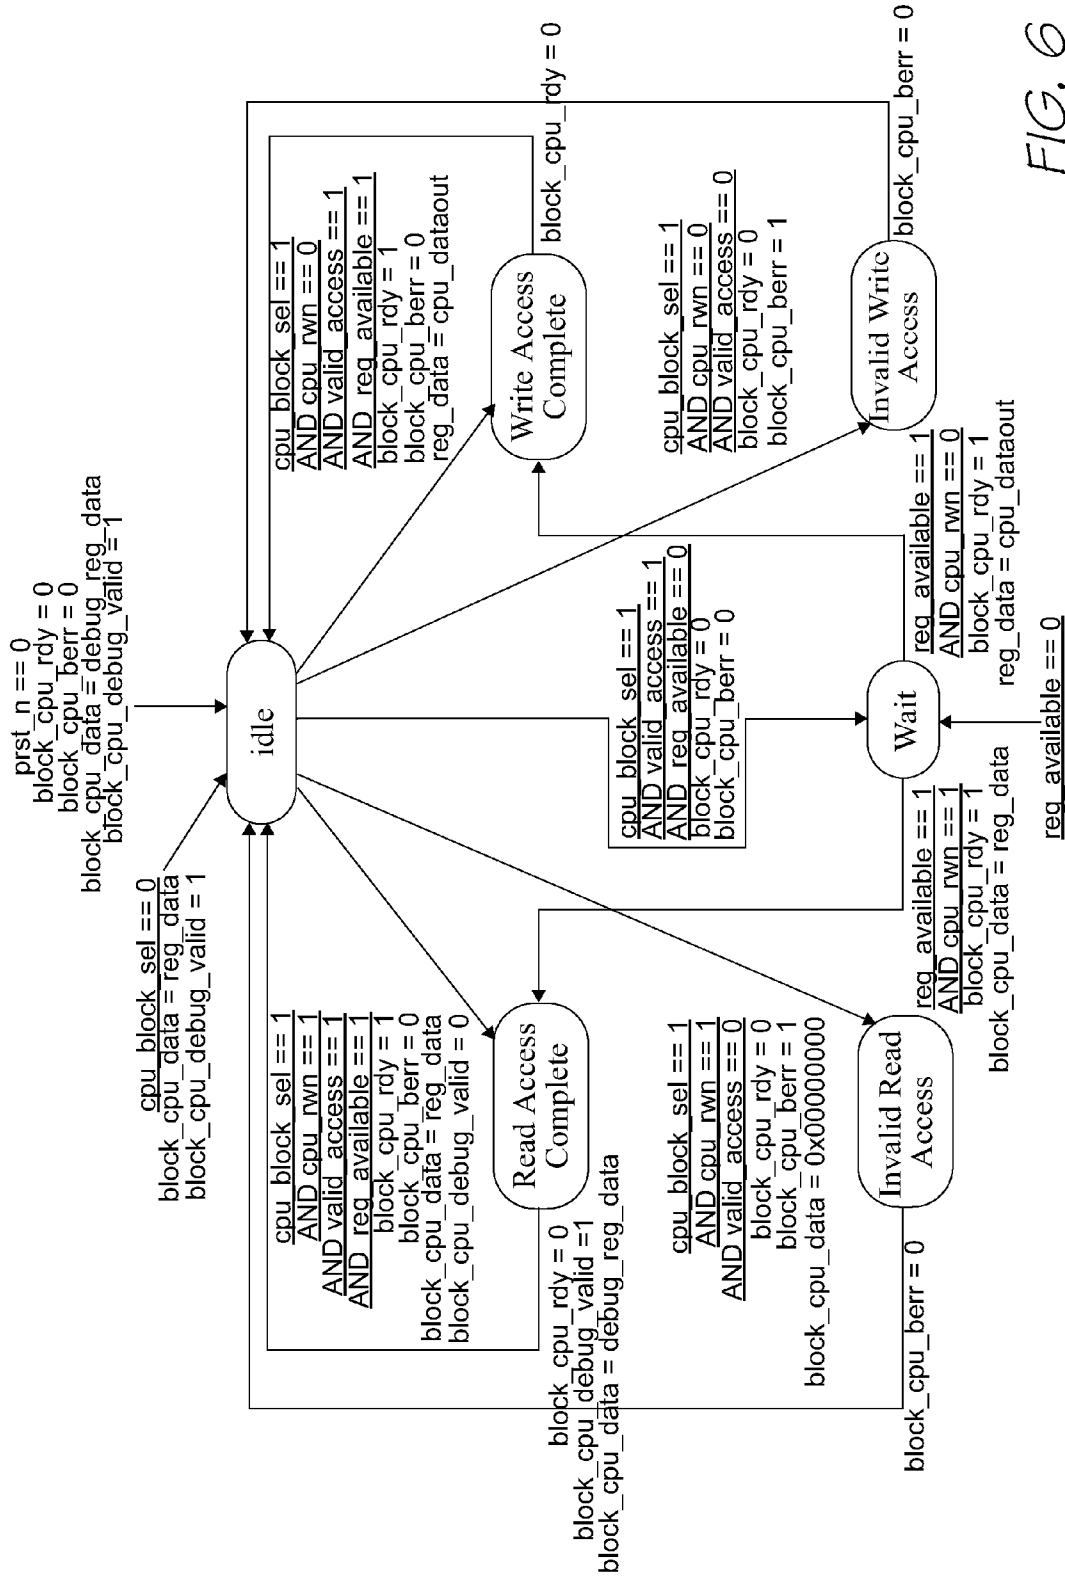 prst_n == 0
block_cpu_rdy = 0
block_cpu_berr = 0
block_cpu_data = debug_reg_data
block_cpu_debug_valid = 1
cpu_block_sel == 0
block_cpu_data = reg_data
block_cpu_debug_valid = 1
idle
cpu_block_sel == 1
AND cpu_rwn == 1
AND valid_access == 1
AND reg_available == 1
block_cpu_rdy = 1
block_cpu_berr = 0
block_cpu_data = reg_data
block_cpu_debug_valid = 0
cpu_block_sel == 1
AND cpu_rwn == 0
AND valid_access == 1
AND reg_available == 1
block_cpu_rdy = 1
block_cpu_berr = 0
reg_data = cpu_dataout
Read Access
Complete
Write Access
Complete
block_cpu_rdy = 0
block_cpu_debug_valid =1
block_cpu_data = debug_reg_data
block_cpu_rdy = 0
cpu_block_sel == 1
AND valid_access == 1
AND reg_available == 0
block_cpu_rdy = 0
block_cpu_berr = 0
cpu_block_sel == 1
AND cpu_rwn == 1
AND valid_access == 0
block_cpu_rdy = 0
block_cpu_berr = 1
block_cpu_data = 0x00000000
cpu_block_sel == 1
AND cpu_rwn == 0
AND valid_access == 0
block_cpu_rdy = 0
block_cpu_berr = 1
Invalid Read
Access
Wait
Invalid Write
Access
block_cpu_berr = 0
reg_available == 1
AND cpu_rwn == 1
block_cpu_rdy = 1
block_cpu_data = reg_data
reg_available == 1
AND cpu_rwn == 0
block_cpu_rdy = 1
reg_data = cpu_dataout
block_cpu_berr = 0
reg_available == 0
FIG. 6